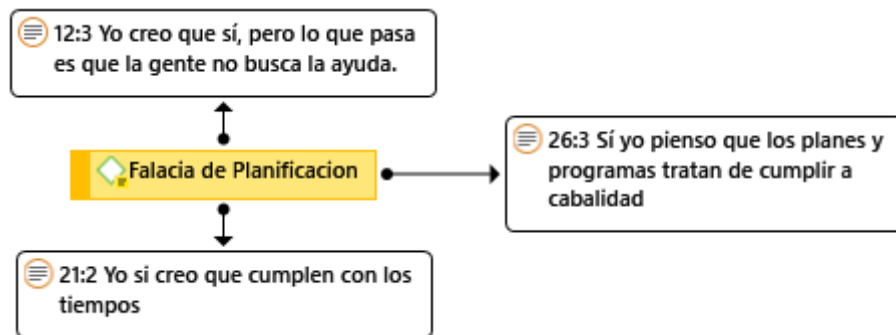 12:3 Yo creo que sí, pero lo que pasa
es que la gente no busca la ayuda.
Falacia de Planificacion
26:3 Sí yo pienso que los planes y
programas tratan de cumplir a
cabalidad
21:2 Yo si creo que cumplen con los
tiempos